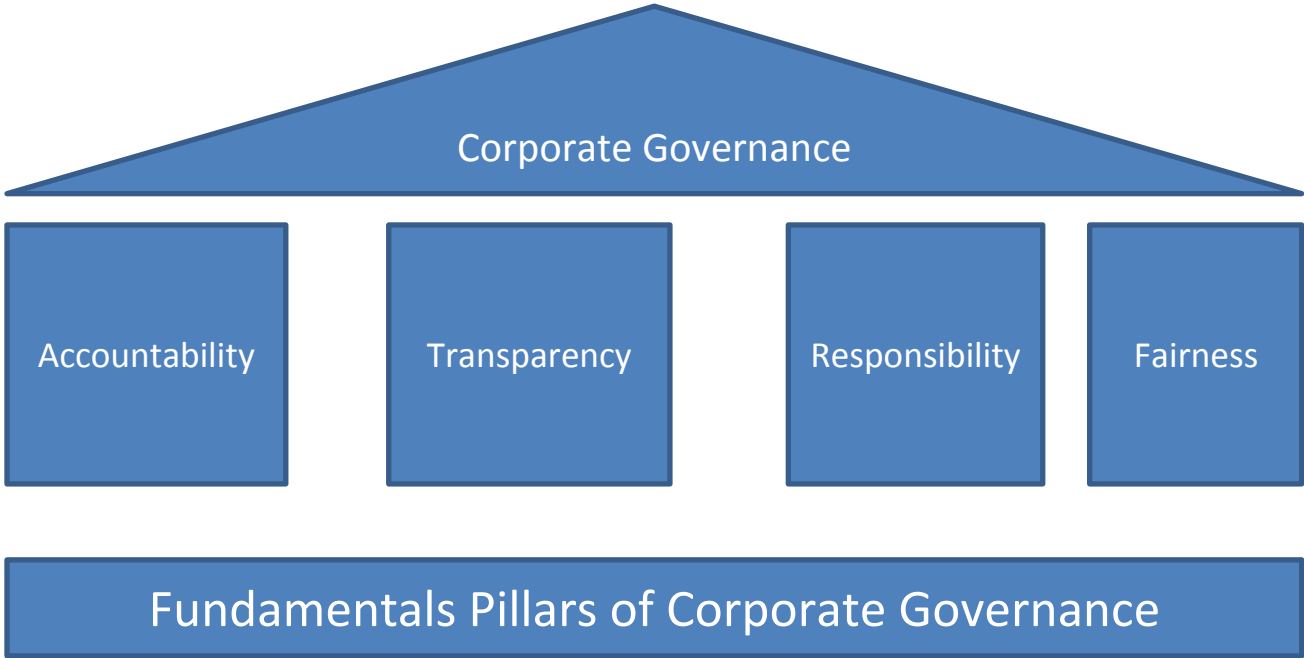 Corporate Governance
Accountability
Transparency
Responsibility
Fairness
Fundamentals Pillars of Corporate Governance